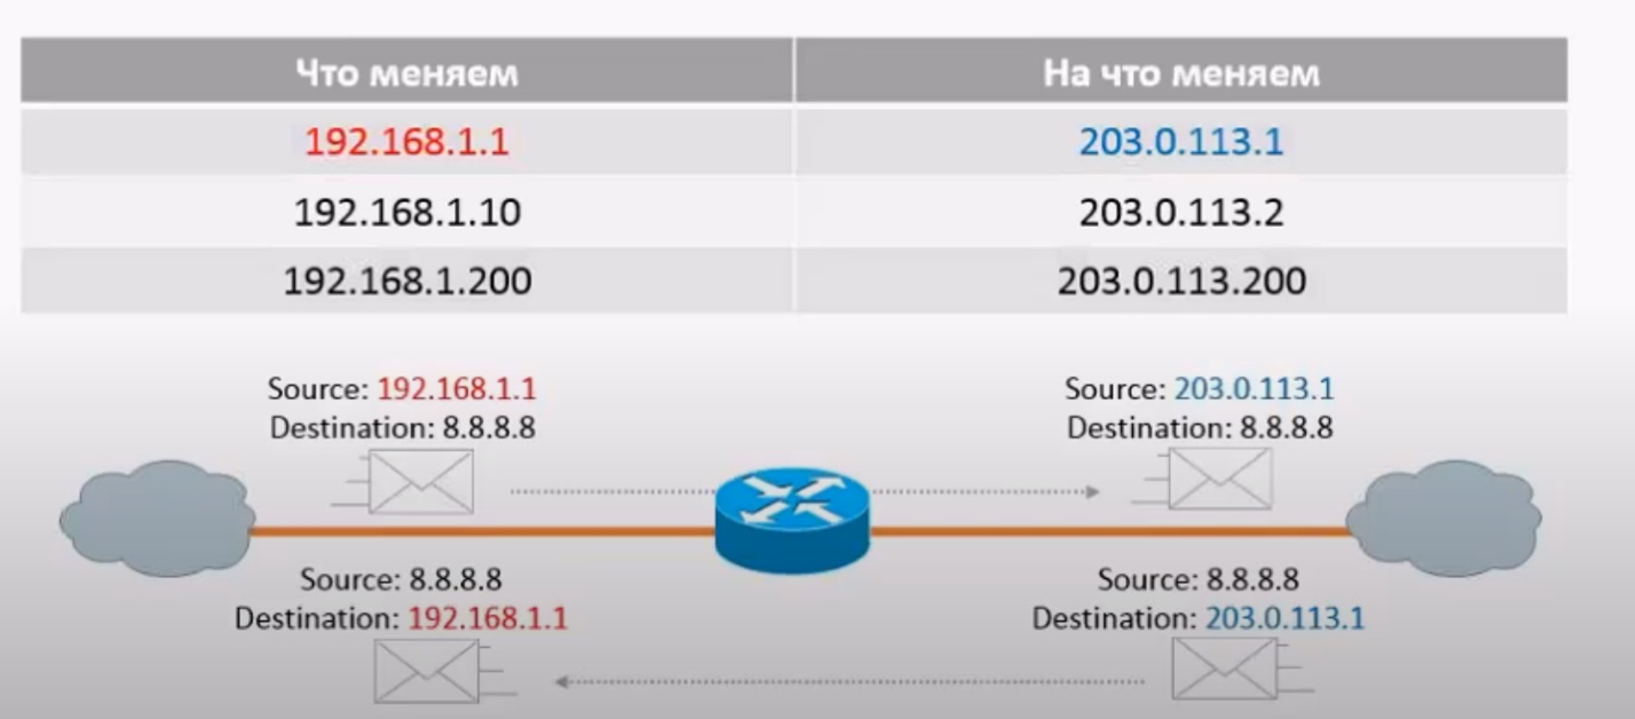 Что меняем На что меняем
192.168.1.1 203.0.113.1
192.168.1.10 203.0.113.2
192.168.1.200 203.0.113.200
Source: 192.168.1.1 Source: 203.0.113.1
Destination: 8.8.8.8 Destination: 8.8.8.8
Source: 8.8.8.8 Source: 8.8.8.8
Destination: 192.168.1.1 Destination: 203.0.113.1